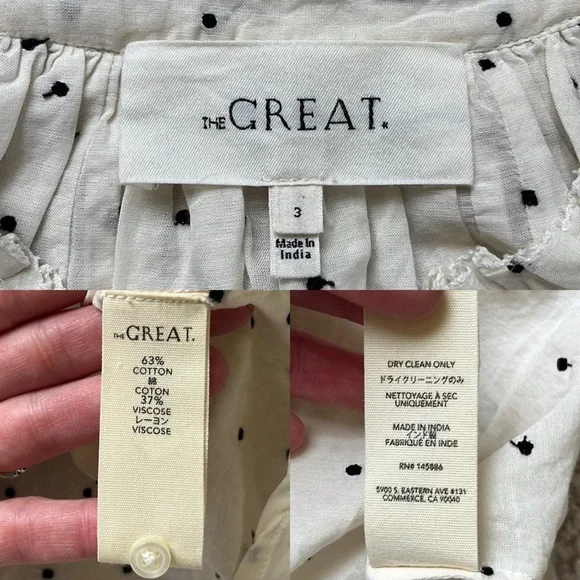 THE GREAT.
3
Made In
India
THE GREAT.
63%
COTTON
綿
COTON
37%
VISCOSE
レーヨン
VISCOSE
DRY CLEAN ONLY
ドライクリーニングのみ
NETTOYAGE À SEC
UNIQUEMENT
MADE IN INDIA
インド製
FABRIQUÉ EN INDE
RN# 145086
5900 S. EASTERN AVE #131
COMMERCE, CA 90040